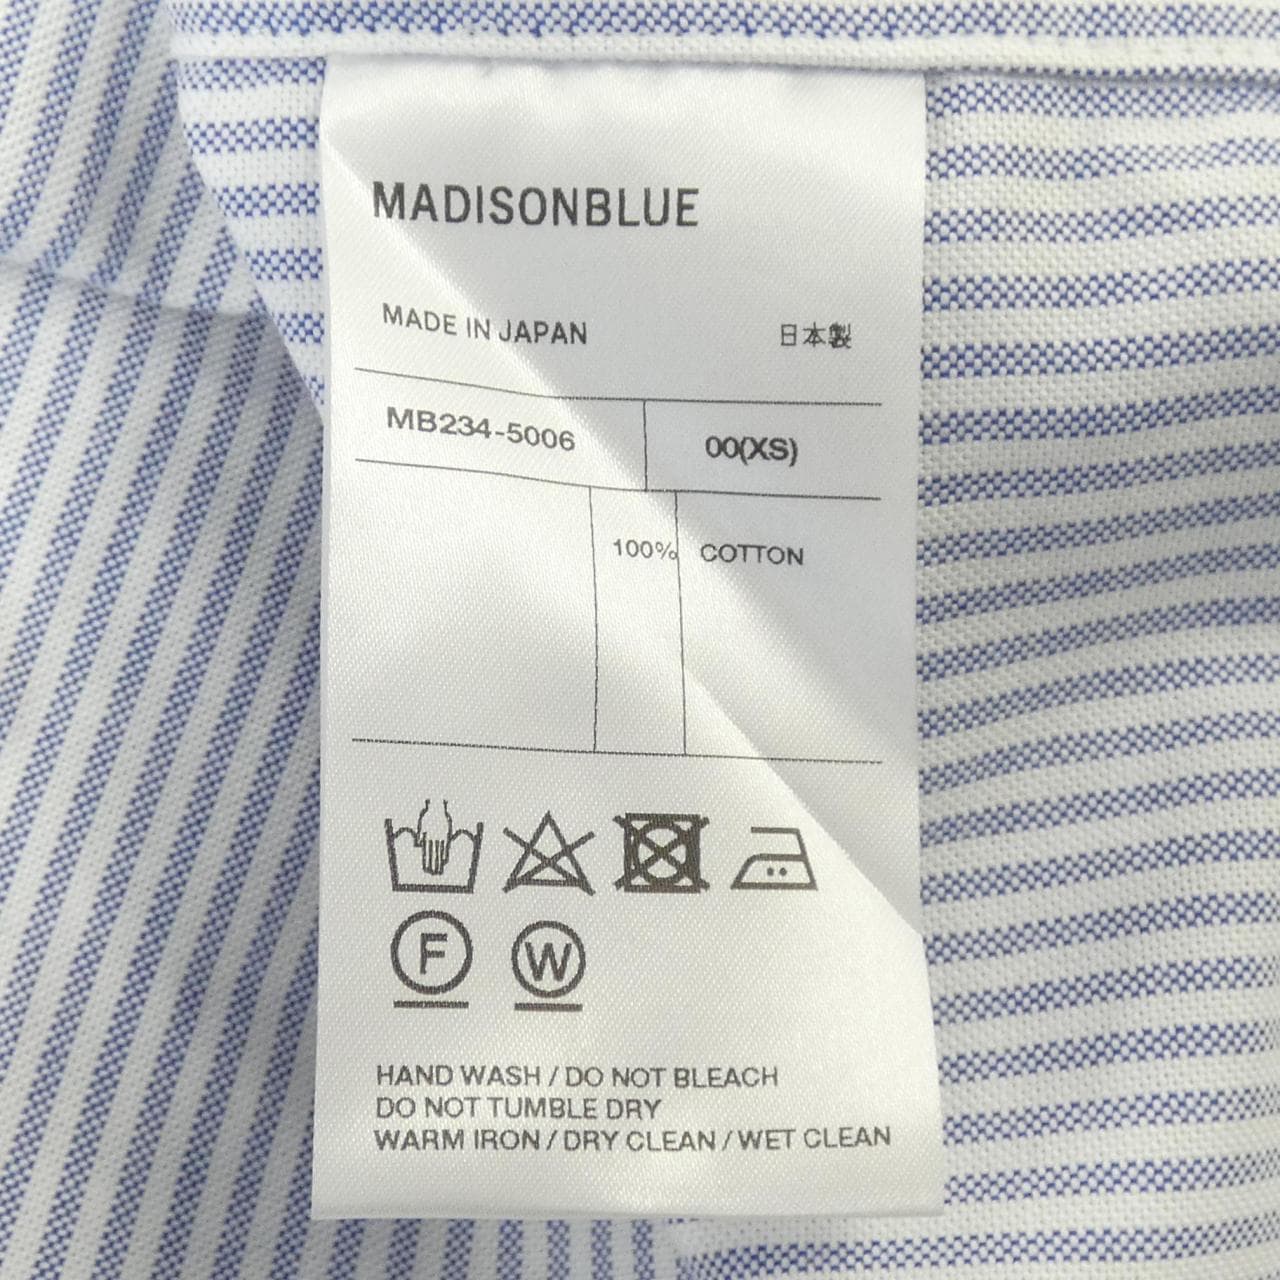 MADISONBLUE
MADE IN JAPAN 日本製
MB234-5006 00(XS)
100% COTTON
F W
HAND WASH / DO NOT BLEACH
DO NOT TUMBLE DRY
WARM IRON / DRY CLEAN / WET CLEAN